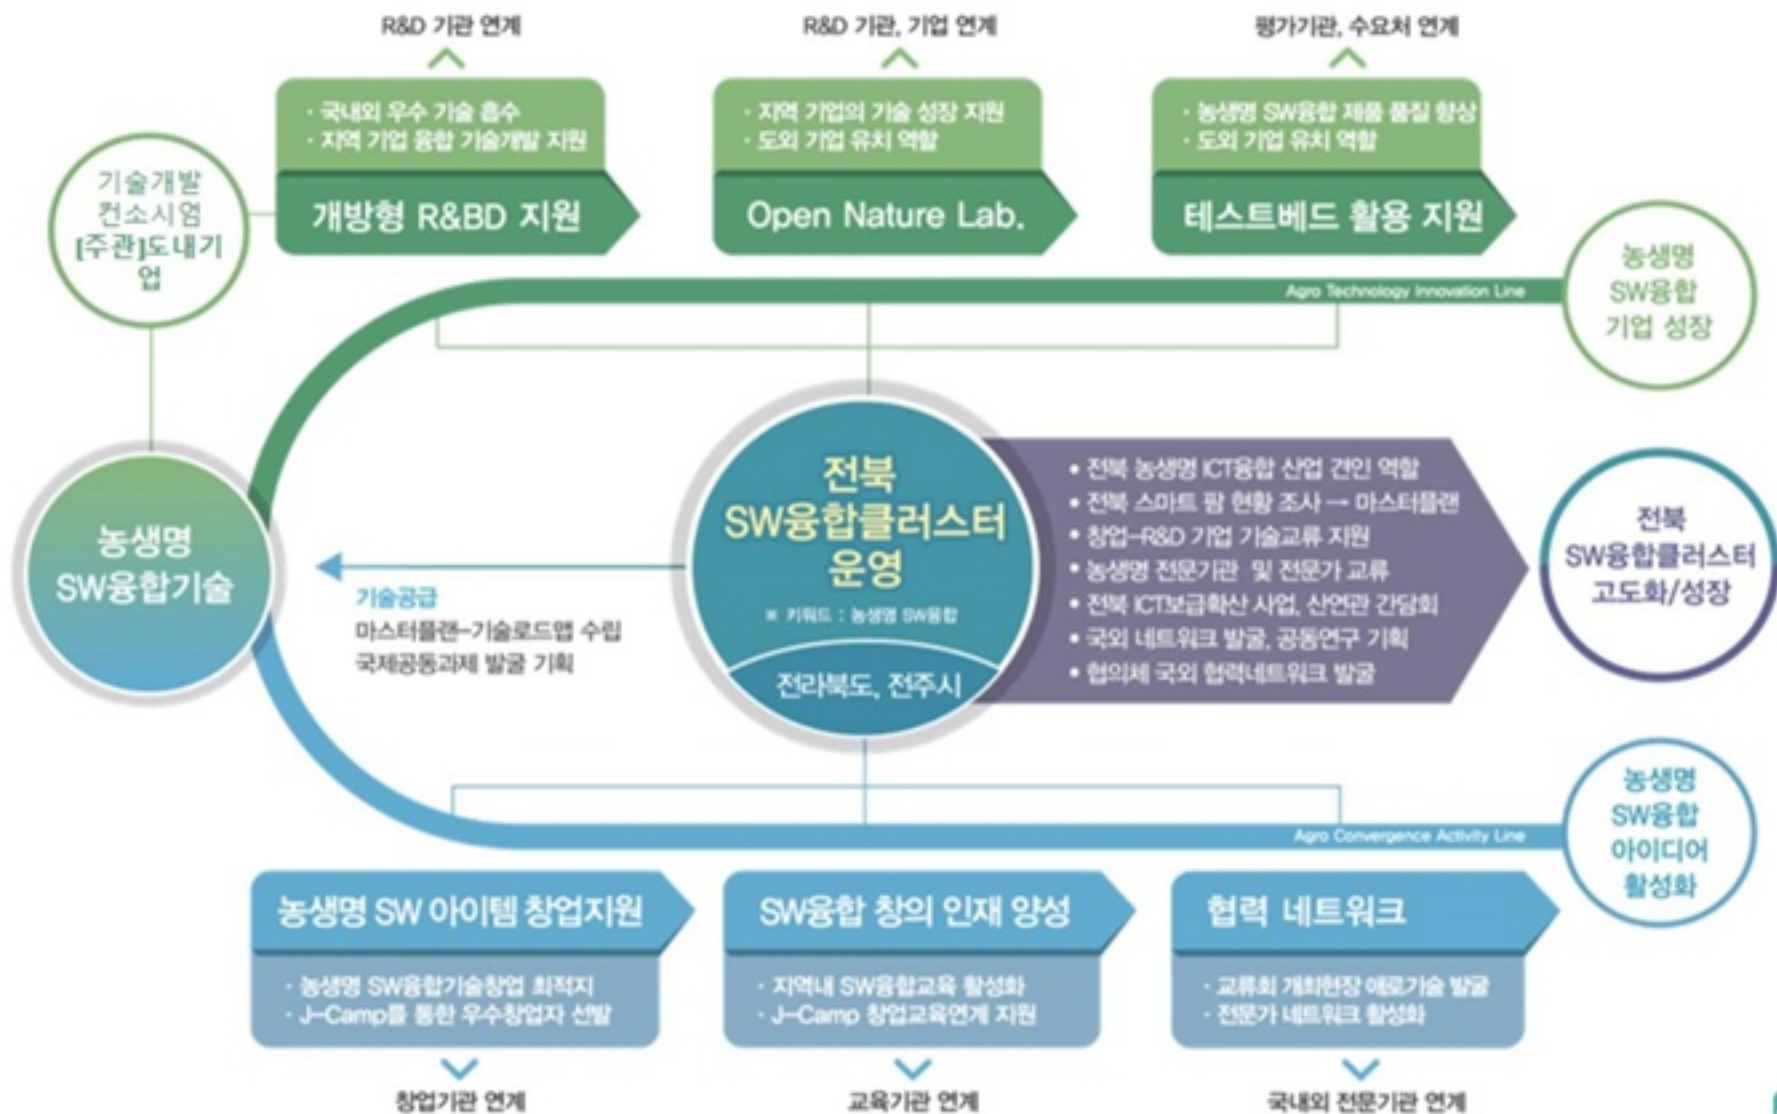 R&D 기관 연계
R&D 기관, 기업 연계
평가기관, 수요처 연계
· 국내외 우수 기술 흡수
· 지역 기업 융합 기술개발 지원
개방형 R&BD 지원
· 지역 기업의 기술 성장 지원
· 도외 기업 유치 역할
Open Nature Lab.
· 농생명 SW융합 제품 품질 향상
· 도외 기업 유치 역할
테스트베드 활용 지원
기술개발
컨소시엄
[주관]도내기
업
Agro Technology Innovation Line
농생명
SW융합
기업 성장
농생명
SW융합기술
기술공급
마스터플랜-기술로드맵 수립
국제공동과제 발굴 기획
전북
SW융합클러스터
운영
※ 키워드 : 농생명 SW융합
전라북도, 전주시
• 전북 농생명 ICT융합 산업 견인 역할
• 전북 스마트 팜 현황 조사 → 마스터플랜
• 창업-R&D 기업 기술교류 지원
• 농생명 전문기관 및 전문가 교류
• 전북 ICT보급확산 사업, 산연관 간담회
• 국외 네트워크 발굴, 공동연구 기획
• 협의체 국외 협력네트워크 발굴
전북
SW융합클러스터
고도화/성장
Agro Convergence Activity Line
농생명
SW융합
아이디어
활성화
농생명 SW 아이템 창업지원
· 농생명 SW융합기술창업 최적지
· J-Camp를 통한 우수창업자 선발
SW융합 창의 인재 양성
· 지역내 SW융합교육 활성화
· J-Camp 창업교육연계 지원
협력 네트워크
· 교류회 개최현장 애로기술 발굴
· 전문가 네트워크 활성화
창업기관 연계
교육기관 연계
국내외 전문기관 연계